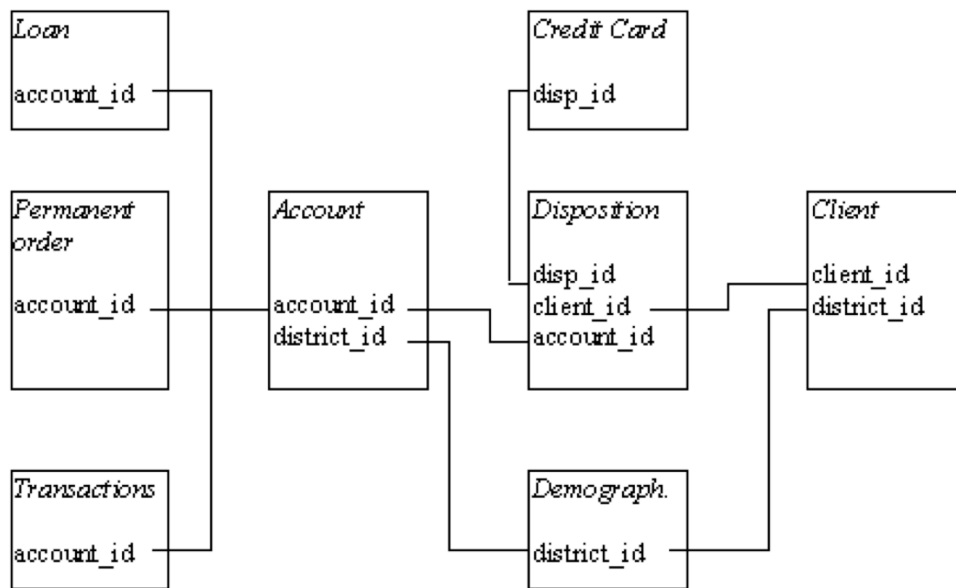 Loan
account_id
Credit Card
disp_id
Permanent
order
account_id
Account
account_id
district_id
Disposition
disp_id
client_id
account_id
Client
client_id
district_id
Transactions
account_id
Demograph.
district_id